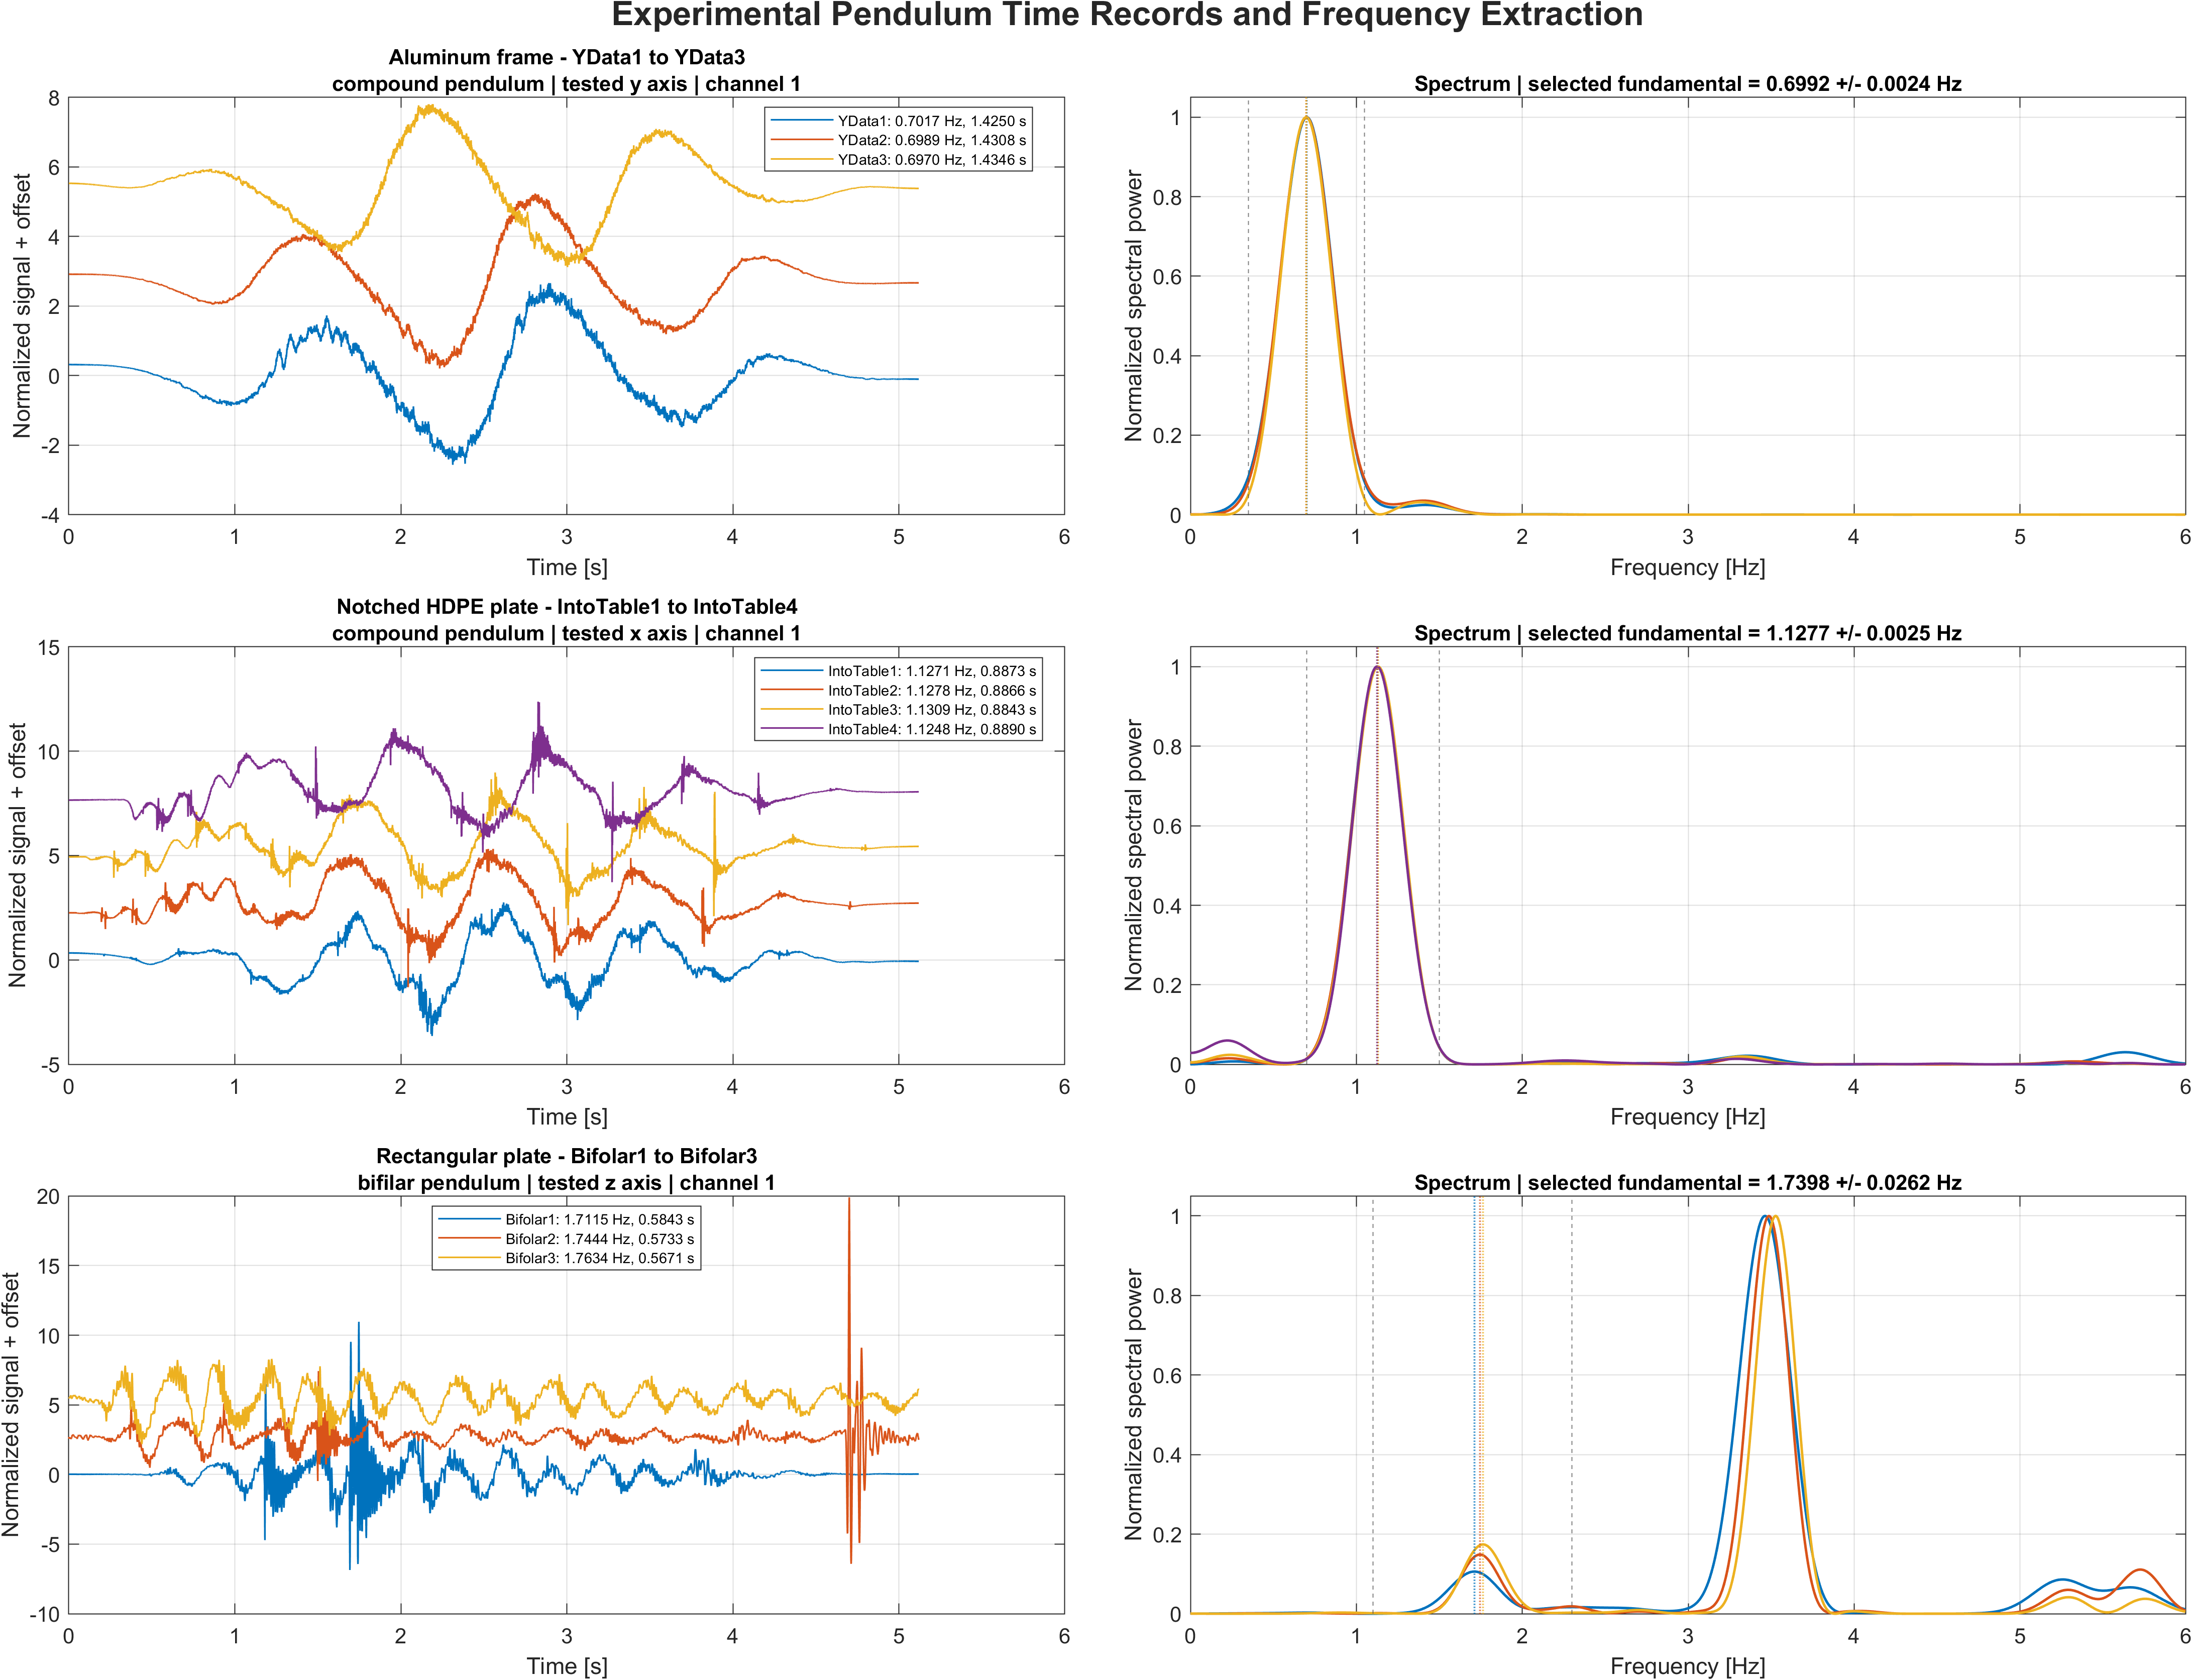 Experimental Pendulum Time Records and Frequency Extraction
Aluminum frame - YData1 to YData3
compound pendulum | tested y axis | channel 1
Normalized signal + offset
8
6
4
2
0
-2
-4
YData1: 0.7017 Hz, 1.4250 s
YData2: 0.6989 Hz, 1.4308 s
YData3: 0.6970 Hz, 1.4346 s
0 1 2 3 4 5 6
Time [s]
Spectrum | selected fundamental = 0.6992 +/- 0.0024 Hz
Normalized spectral power
1
0.8
0.6
0.4
0.2
0
0 1 2 3 4 5 6
Frequency [Hz]
Notched HDPE plate - IntoTable1 to IntoTable4
compound pendulum | tested x axis | channel 1
Normalized signal + offset
15
10
5
0
-5
IntoTable1: 1.1271 Hz, 0.8873 s
IntoTable2: 1.1278 Hz, 0.8866 s
IntoTable3: 1.1309 Hz, 0.8843 s
IntoTable4: 1.1248 Hz, 0.8890 s
0 1 2 3 4 5 6
Time [s]
Spectrum | selected fundamental = 1.1277 +/- 0.0025 Hz
Normalized spectral power
1
0.8
0.6
0.4
0.2
0
0 1 2 3 4 5 6
Frequency [Hz]
Rectangular plate - Bifolar1 to Bifolar3
bifilar pendulum | tested z axis | channel 1
Normalized signal + offset
20
15
10
5
0
-5
-10
Bifolar1: 1.7115 Hz, 0.5843 s
Bifolar2: 1.7444 Hz, 0.5733 s
Bifolar3: 1.7634 Hz, 0.5671 s
0 1 2 3 4 5 6
Time [s]
Spectrum | selected fundamental = 1.7398 +/- 0.0262 Hz
Normalized spectral power
1
0.8
0.6
0.4
0.2
0
0 1 2 3 4 5 6
Frequency [Hz]